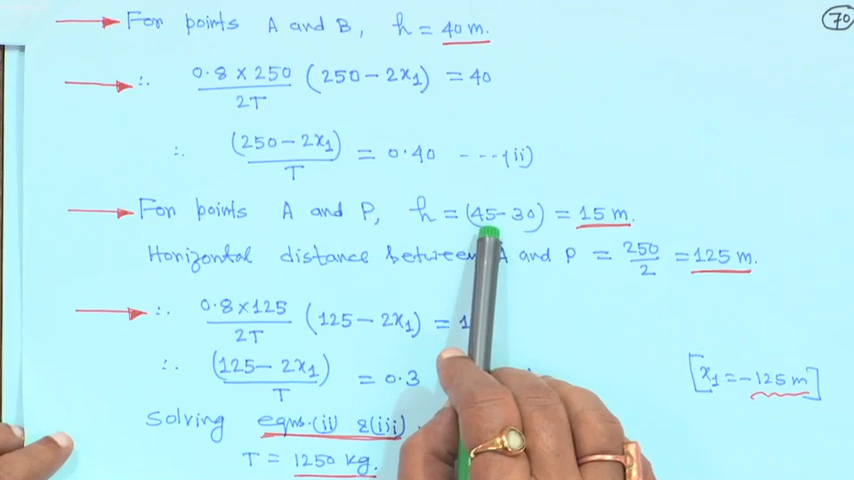 70
→ For points A and B, h = 40 m.
→ ∴ 0.8 × 250 / 2T (250 − 2x₁) = 40
∴ (250 − 2x₁) / T = 0.40 ---- (ii)
→ For points A and P, h = (45 − 30) = 15 m.
Horizontal distance between A and P = 250 / 2 = 125 m.
→ ∴ 0.8 × 125 / 2T (125 − 2x₁) = 1
∴ (125 − 2x₁) / T = 0.3
[x₁ = −125 m]
Solving eqns. (ii) & (iii)
T = 1250 kg.